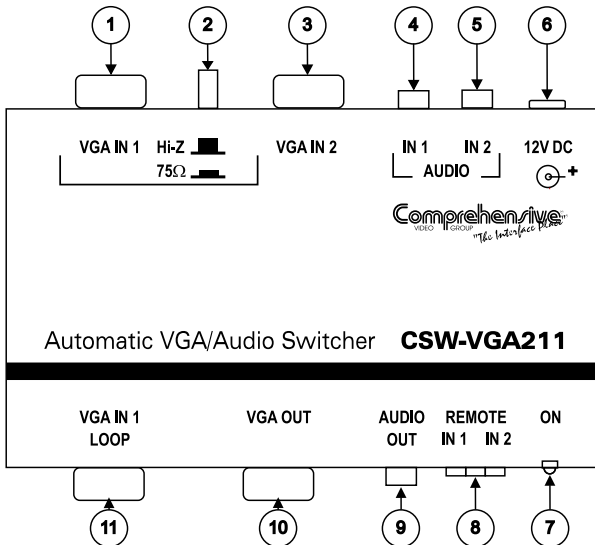 1 2 3 4 5 6
VGA IN 1 Hi-Z VGA IN 2 IN 1 IN 2 12V DC
75Ω AUDIO +
Comprehensive
VIDEO GROUP
"The Interface Place"
Automatic VGA/Audio Switcher CSW-VGA211
VGA IN 1 VGA OUT AUDIO REMOTE ON
LOOP OUT IN 1 IN 2
11 10 9 8 7